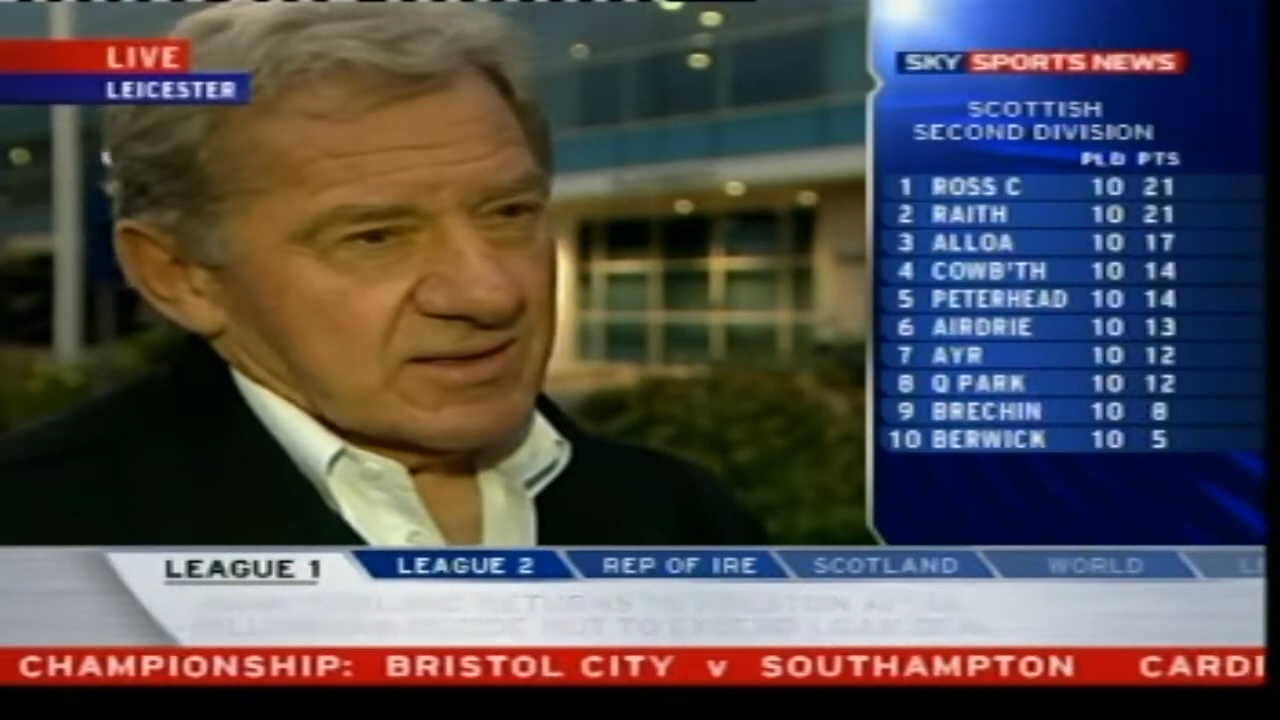 LIVE
LEICESTER
SKY SPORTS NEWS
SCOTTISH
SECOND DIVISION
PLD PTS
1 ROSS C 10 21
2 RAITH 10 21
3 ALLOA 10 17
4 COWB'TH 10 14
5 PETERHEAD 10 14
6 AIRDRIE 10 13
7 AYR 10 12
8 Q PARK 10 12
9 BRECHIN 10 8
10 BERWICK 10 5
LEAGUE 1 LEAGUE 2 REP OF IRE SCOTLAND WORLD
CHAMPIONSHIP: BRISTOL CITY v SOUTHAMPTON CARDI